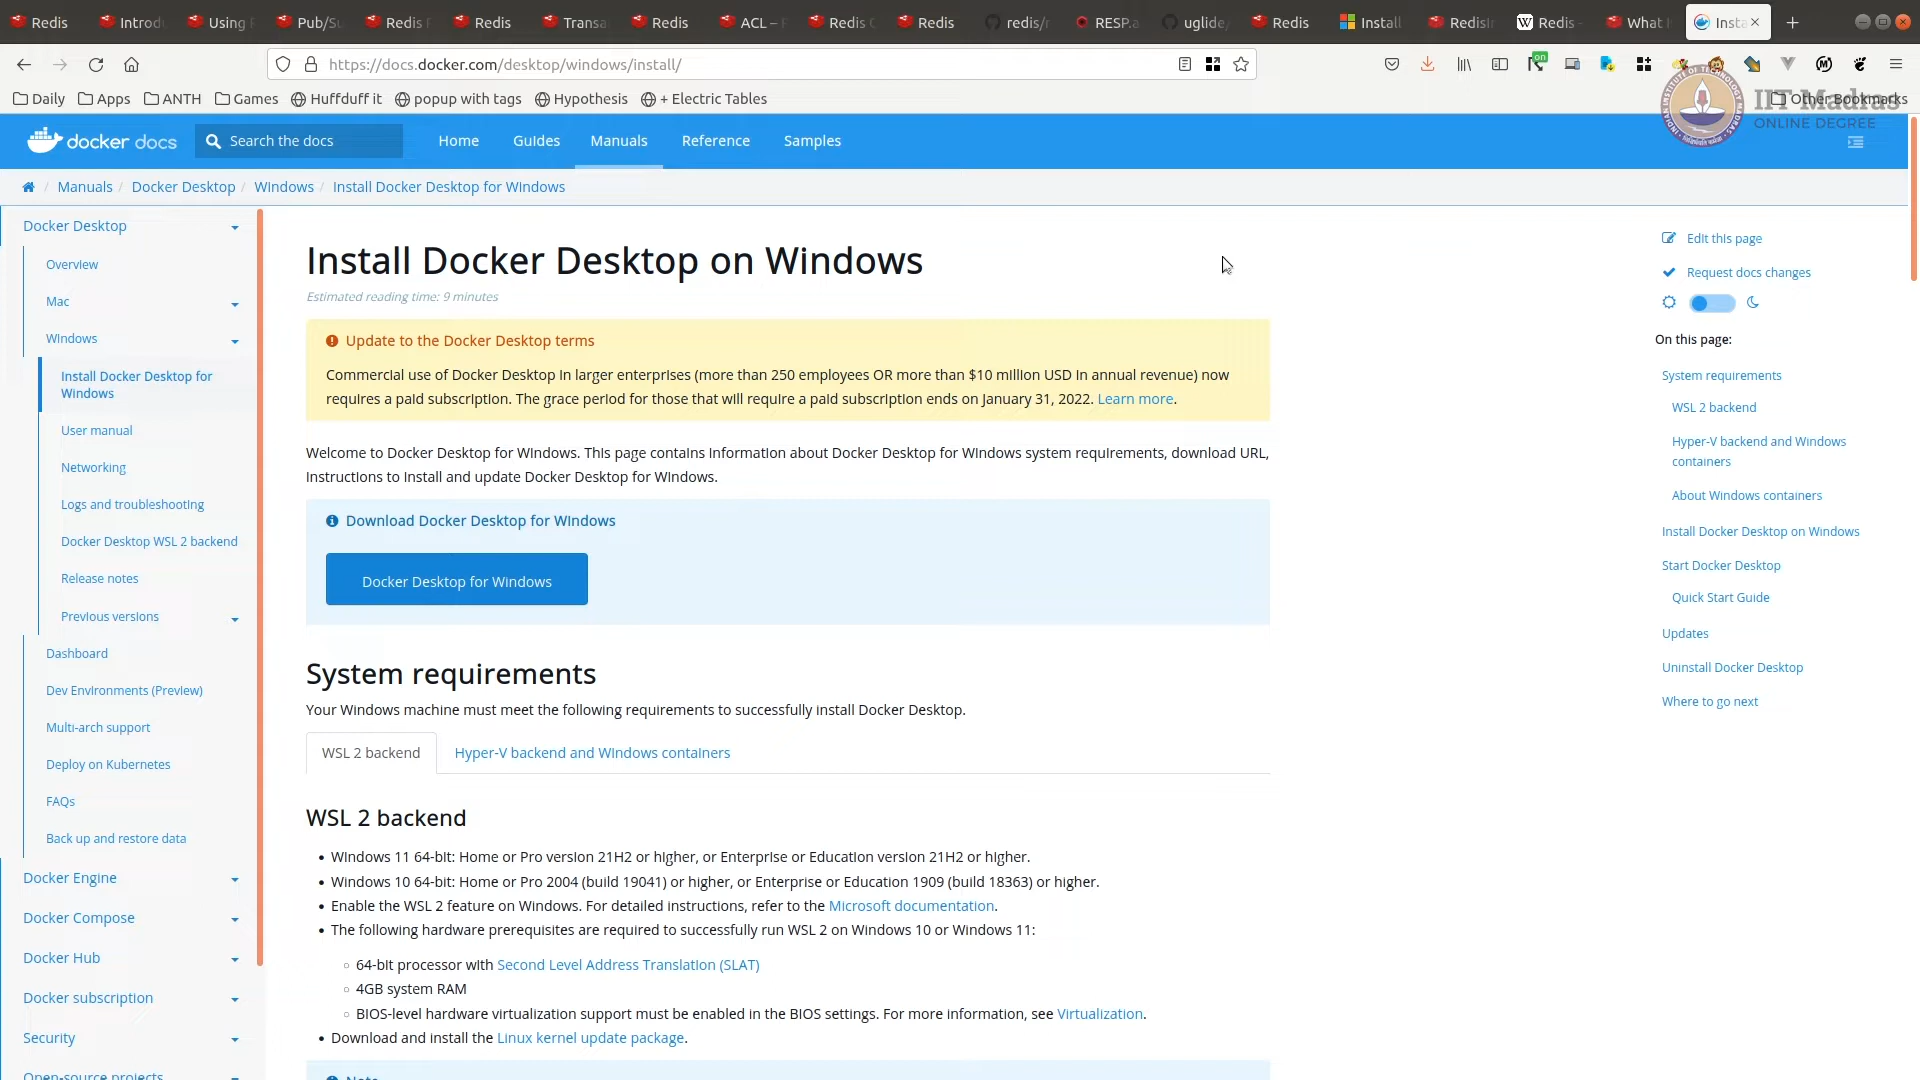 Redis
Introdu
Using
Pub/Su
Redis
Redis
Transa
Redis
ACL –
Redis
Redis
redis/r
RESP.a
uglide/
Redis
Install
RedisIn
Redis
What
Insta
https://docs.docker.com/desktop/windows/install/
on
Daily
Apps
ANTH
Games
Huffduff it
popup with tags
Hypothesis
+ Electric Tables
Other Bookmarks
IIT Madras
ONLINE DEGREE
docker docs
Search the docs
Home
Guides
Manuals
Reference
Samples
/ Manuals / Docker Desktop / Windows / Install Docker Desktop for Windows
Docker Desktop
Overview
Mac
Windows
Install Docker Desktop for
Windows
User manual
Networking
Logs and troubleshooting
Docker Desktop WSL 2 backend
Release notes
Previous versions
Dashboard
Dev Environments (Preview)
Multi-arch support
Deploy on Kubernetes
FAQs
Back up and restore data
Docker Engine
Docker Compose
Docker Hub
Docker subscription
Security
Open-source projects
Install Docker Desktop on Windows
Estimated reading time: 9 minutes
Update to the Docker Desktop terms
Commercial use of Docker Desktop in larger enterprises (more than 250 employees OR more than $10 million USD in annual revenue) now
requires a paid subscription. The grace period for those that will require a paid subscription ends on January 31, 2022. Learn more.
Welcome to Docker Desktop for Windows. This page contains information about Docker Desktop for Windows system requirements, download URL,
instructions to install and update Docker Desktop for Windows.
Download Docker Desktop for Windows
Docker Desktop for Windows
System requirements
Your Windows machine must meet the following requirements to successfully install Docker Desktop.
WSL 2 backend
Hyper-V backend and Windows containers
WSL 2 backend
• Windows 11 64-bit: Home or Pro version 21H2 or higher, or Enterprise or Education version 21H2 or higher.
• Windows 10 64-bit: Home or Pro 2004 (build 19041) or higher, or Enterprise or Education 1909 (build 18363) or higher.
• Enable the WSL 2 feature on Windows. For detailed instructions, refer to the Microsoft documentation.
• The following hardware prerequisites are required to successfully run WSL 2 on Windows 10 or Windows 11:
◦ 64-bit processor with Second Level Address Translation (SLAT)
◦ 4GB system RAM
◦ BIOS-level hardware virtualization support must be enabled in the BIOS settings. For more information, see Virtualization.
• Download and install the Linux kernel update package.
Note
Edit this page
Request docs changes
On this page:
System requirements
WSL 2 backend
Hyper-V backend and Windows
containers
About Windows containers
Install Docker Desktop on Windows
Start Docker Desktop
Quick Start Guide
Updates
Uninstall Docker Desktop
Where to go next